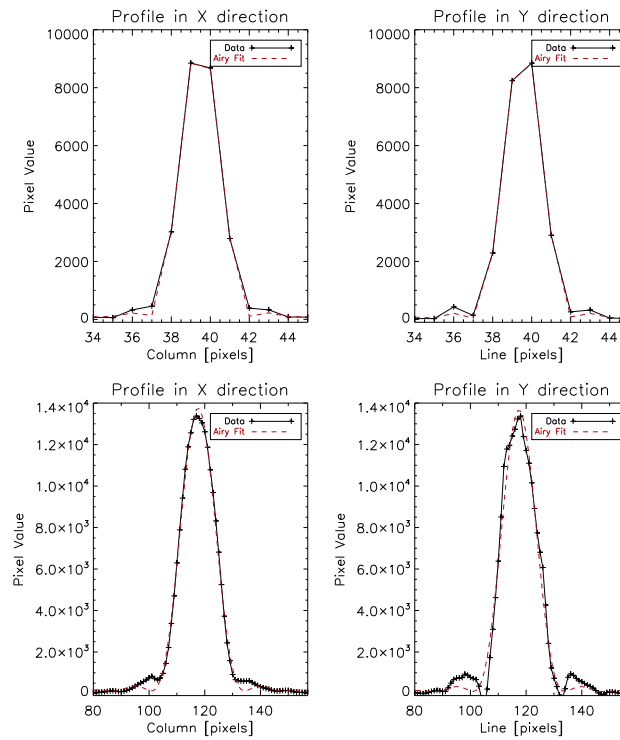 Profile in X direction
Data
Airy Fit
Pixel Value
10000
8000
6000
4000
2000
0
34 36 38 40 42 44
Column [pixels]
Profile in Y direction
Data
Airy Fit
Pixel Value
10000
8000
6000
4000
2000
0
34 36 38 40 42 44
Line [pixels]
Profile in X direction
Data
Airy Fit
Pixel Value
1.4×10⁴
1.2×10⁴
1.0×10⁴
8.0×10³
6.0×10³
4.0×10³
2.0×10³
0
80 100 120 140
Column [pixels]
Profile in Y direction
Data
Airy Fit
Pixel Value
1.4×10⁴
1.2×10⁴
1.0×10⁴
8.0×10³
6.0×10³
4.0×10³
2.0×10³
0
80 100 120 140
Line [pixels]